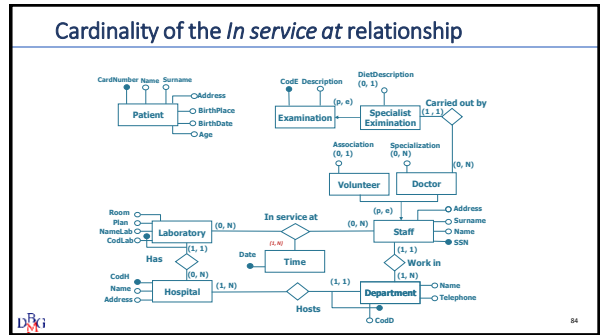 Cardinality of the In service at relationship
CardNumber Name Surname
Address
Patient
BirthPlace
BirthDate
Age
CodE Description
DietDescription
(0, 1)
(p, e)
Examination
Specialist
Eximination
(1 , 1)
Carried out by
Association
(0, 1)
Specialization
(0, N)
(0, N)
Volunteer
Doctor
(p, e)
Address
Surname
Name
SSN
Staff
Room
Plan
NameLab
CodLab
Laboratory
(0, N)
In service at
(0, N)
(1,N)
Date
Time
(1, 1)
Has
(0, N)
(1, 1)
Work in
(1, N)
CodH
Name
Address
Hospital
(1, N)
Hosts
(1, 1)
Department
Name
Telephone
CodD
DBMG
84